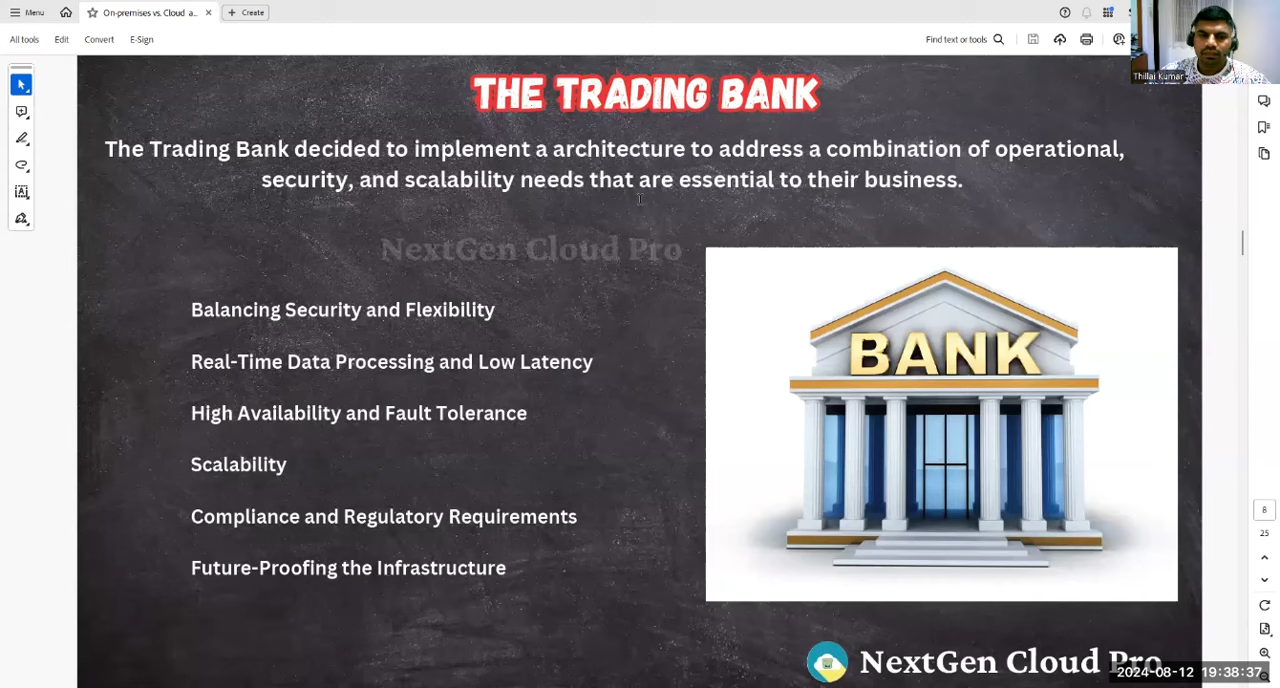 Menu
On-premises vs. Cloud a...
Create
All tools Edit Convert E-Sign
Find text or tools
Thillai Kumar
THE TRADING BANK
The Trading Bank decided to implement a architecture to address a combination of operational,
security, and scalability needs that are essential to their business.
NextGen Cloud Pro
Balancing Security and Flexibility
Real-Time Data Processing and Low Latency
High Availability and Fault Tolerance
Scalability
Compliance and Regulatory Requirements
Future-Proofing the Infrastructure
BANK
8
25
NextGen Cloud Pro
2024-08-12 19:38:37